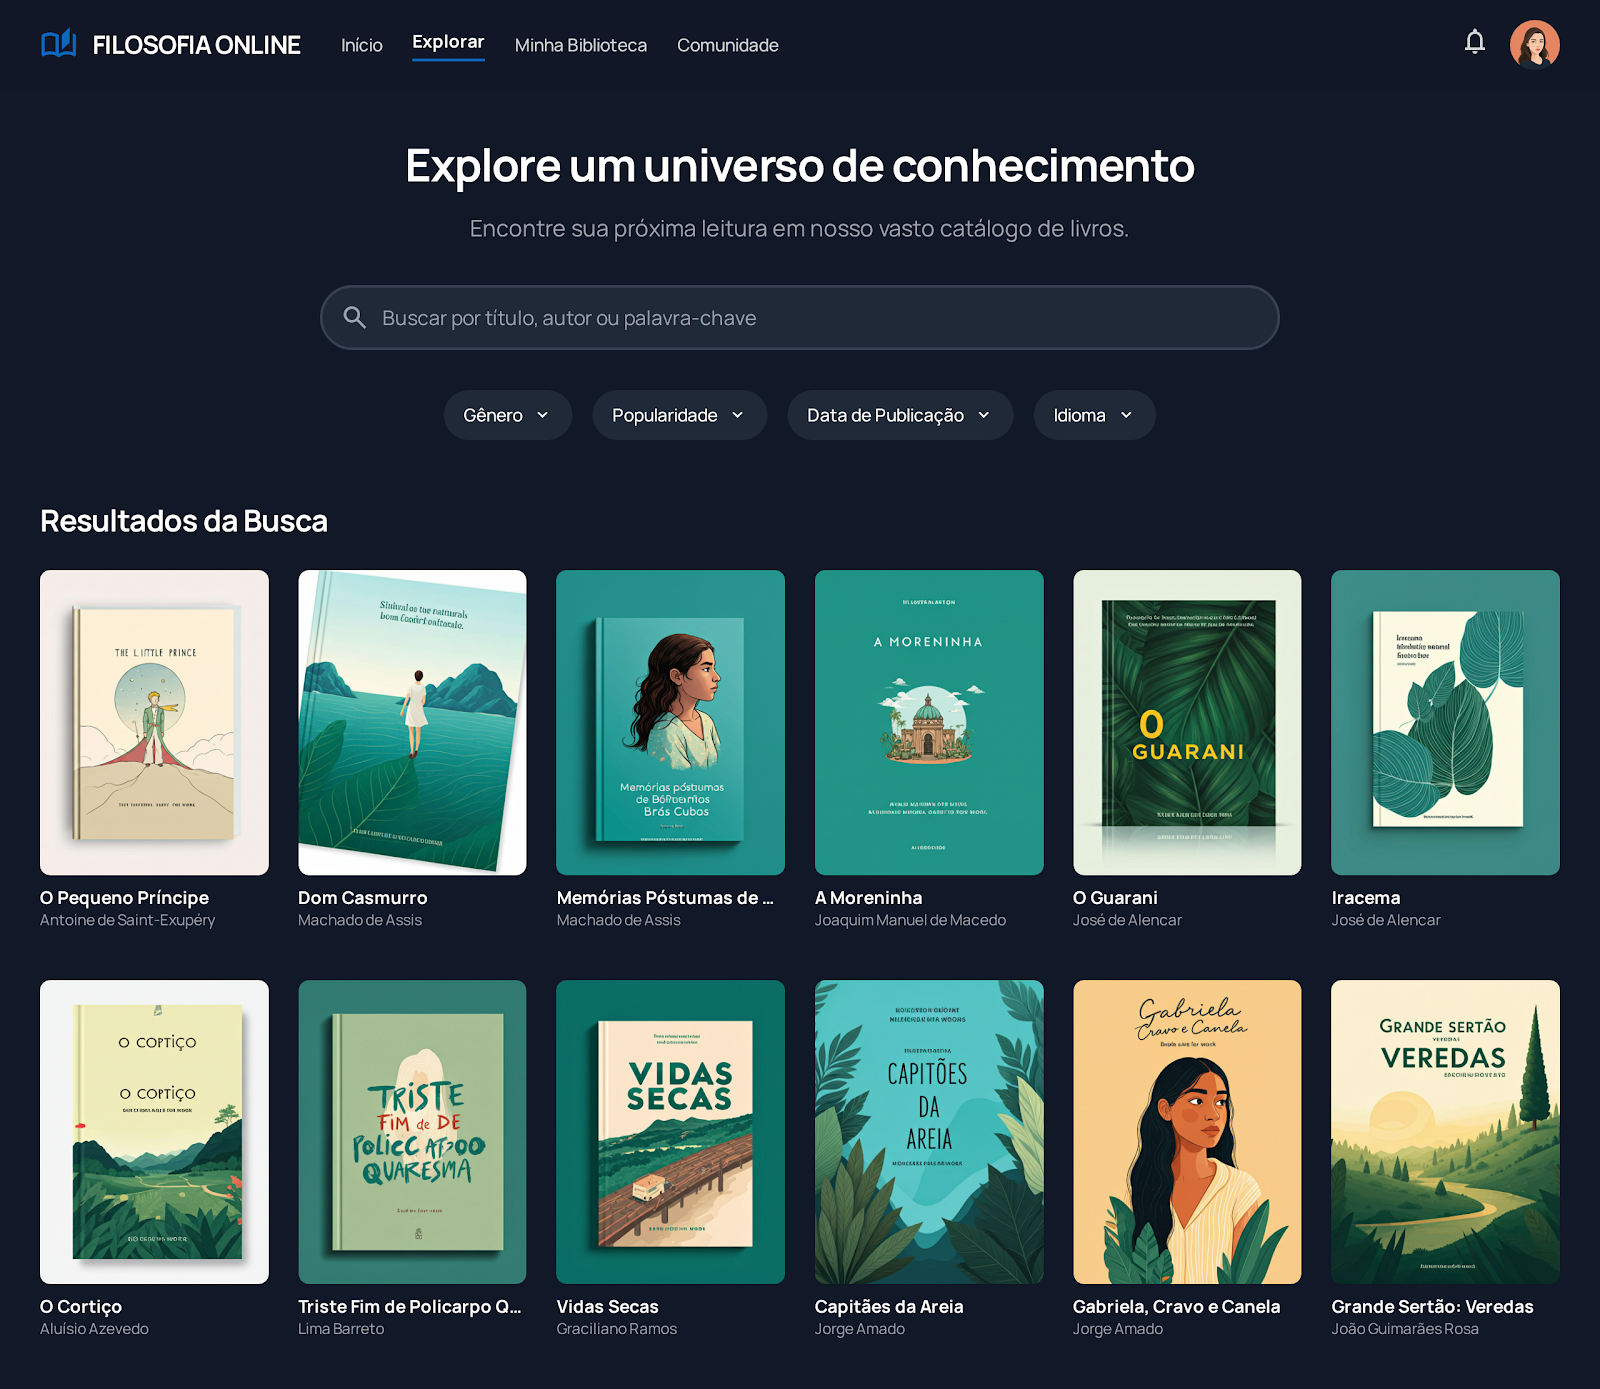 FILOSOFIA ONLINE
Início
Explorar
Minha Biblioteca
Comunidade
Explore um universo de conhecimento
Encontre sua próxima leitura em nosso vasto catálogo de livros.
Buscar por título, autor ou palavra-chave
Gênero
Popularidade
Data de Publicação
Idioma
Resultados da Busca
THE LITTLE PRINCE
Memórias póstumas
de
Brás Cubas
A MORENINHA
O
GUARANI
O Pequeno Príncipe
Antoine de Saint-Exupéry
Dom Casmurro
Machado de Assis
Memórias Póstumas de ...
Machado de Assis
A Moreninha
Joaquim Manuel de Macedo
O Guarani
José de Alencar
Iracema
José de Alencar
O CORTIÇO
O CORTIÇO
TRiSTE
FIM de DE
QUARESMA
VIDAS
SECAS
CAPITÕES
DA
AREIA
Gabriela
Cravo e Canela
GRANDE SERTÃO
VEREDAS
VEREDAS
O Cortiço
Aluísio Azevedo
Triste Fim de Policarpo Q...
Lima Barreto
Vidas Secas
Graciliano Ramos
Capitães da Areia
Jorge Amado
Gabriela, Cravo e Canela
Jorge Amado
Grande Sertão: Veredas
João Guimarães Rosa